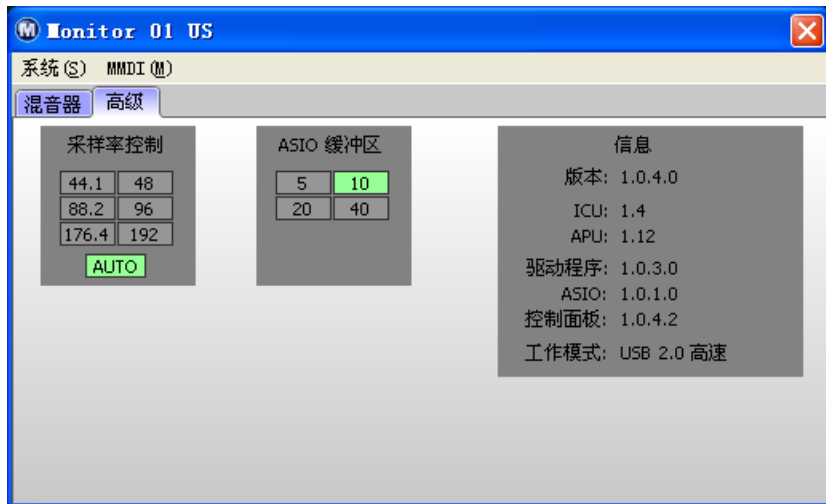 Monitor 01 US
系统(S) MMDI(M)
混音器 高级
采样率控制
44.1 48
88.2 96
176.4 192
AUTO
ASIO 缓冲区
5 10
20 40
信息
版本: 1.0.4.0
ICU: 1.4
APU: 1.12
驱动程序: 1.0.3.0
ASIO: 1.0.1.0
控制面板: 1.0.4.2
工作模式: USB 2.0 高速